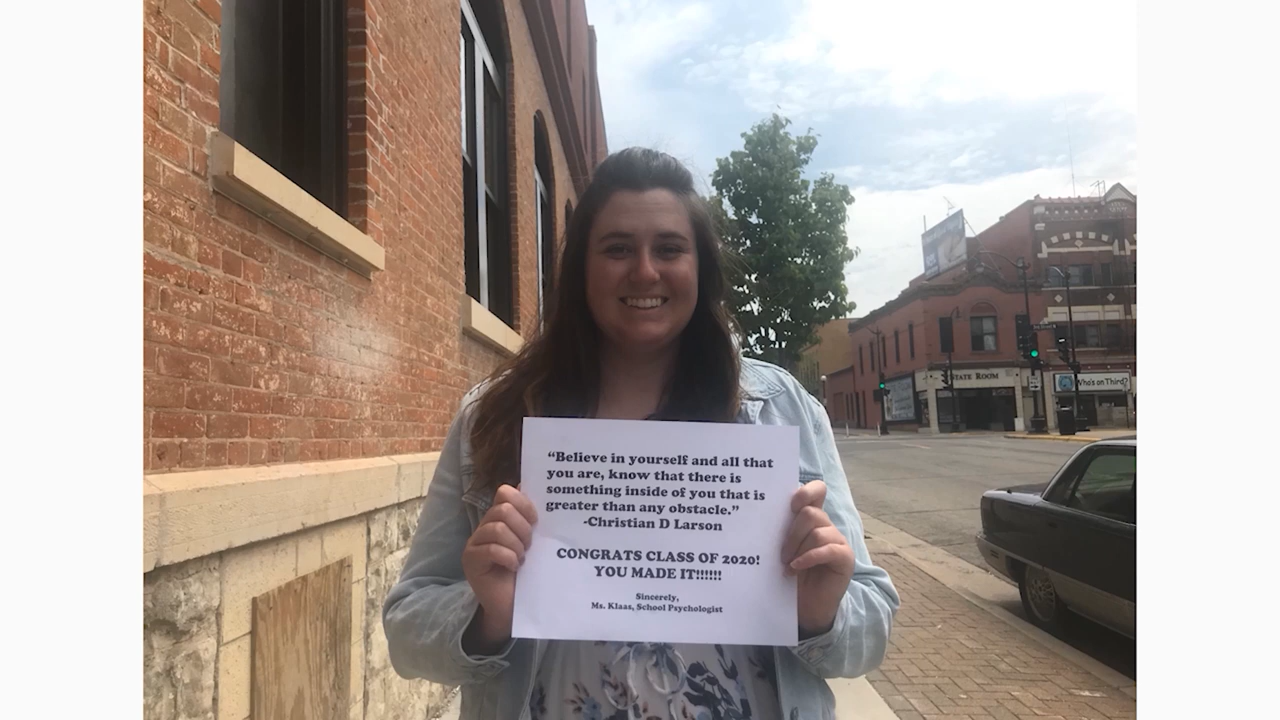 “Believe in yourself and all that
you are, know that there is
something inside of you that is
greater than any obstacle.”
-Christian D Larson
CONGRATS CLASS OF 2020!
YOU MADE IT!!!!!!
Sincerely,
Ms. Klaas, School Psychologist
STATE ROOM
Who's on Third?